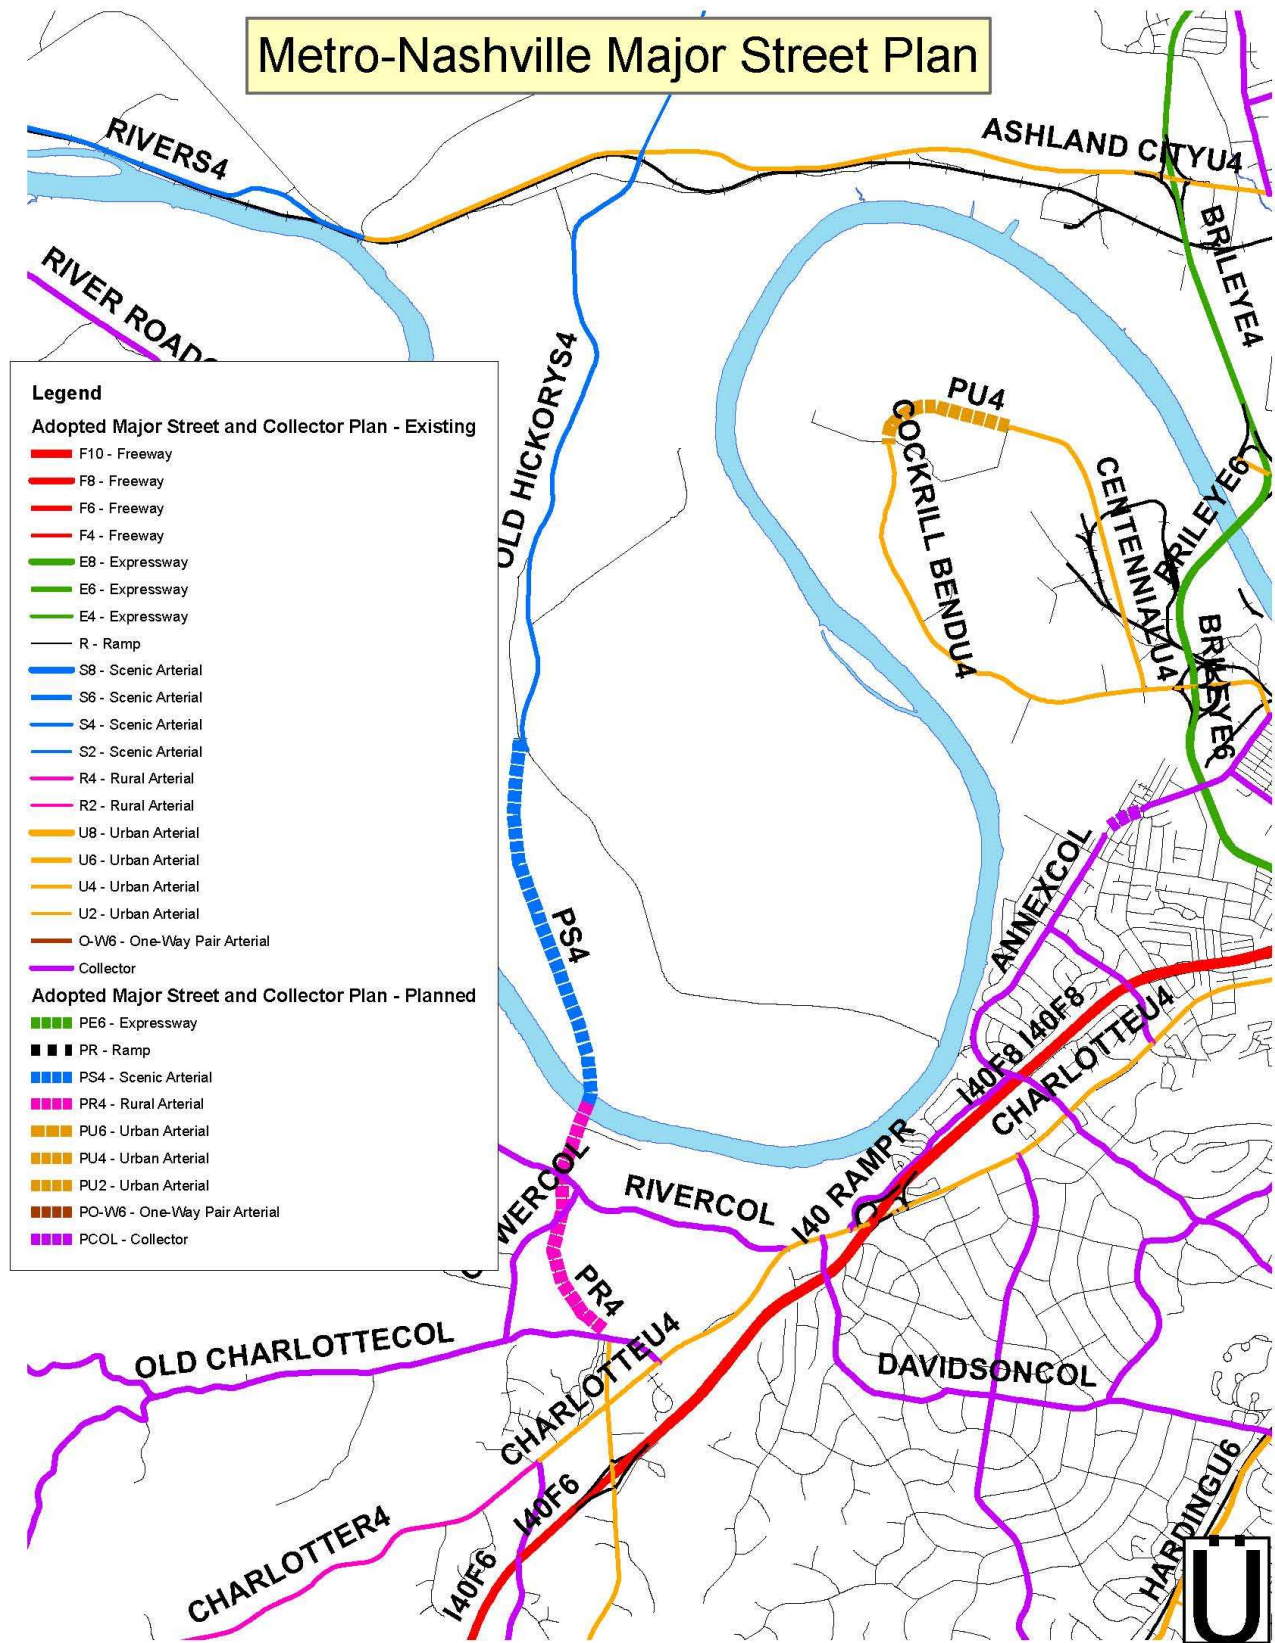 Metro-Nashville Major Street Plan
RIVERS4
ASHLAND CITYU4
BRILEYE4
RIVER ROADC
OLD HICKORYS4
PU4
COCKRILL BENDU4
CENTENNIALU4
BRILEYE6
BRILEYE6
PS4
ANNEXCOL
I40F8
I40F8
CHARLOTTEU4
I40 RAMPR
RIVERCOL
WERCOL
PR4
CHARLOTTEU4
OLD CHARLOTTECOL
DAVIDSONCOL
I40F6
I40F6
CHARLOTTER4
HARDINGU6
Ü
Legend
Adopted Major Street and Collector Plan - Existing
F10 - Freeway
F8 - Freeway
F6 - Freeway
F4 - Freeway
E8 - Expressway
E6 - Expressway
E4 - Expressway
R - Ramp
S8 - Scenic Arterial
S6 - Scenic Arterial
S4 - Scenic Arterial
S2 - Scenic Arterial
R4 - Rural Arterial
R2 - Rural Arterial
U8 - Urban Arterial
U6 - Urban Arterial
U4 - Urban Arterial
U2 - Urban Arterial
O-W6 - One-Way Pair Arterial
Collector
Adopted Major Street and Collector Plan - Planned
PE6 - Expressway
PR - Ramp
PS4 - Scenic Arterial
PR4 - Rural Arterial
PU6 - Urban Arterial
PU4 - Urban Arterial
PU2 - Urban Arterial
PO-W6 - One-Way Pair Arterial
PCOL - Collector